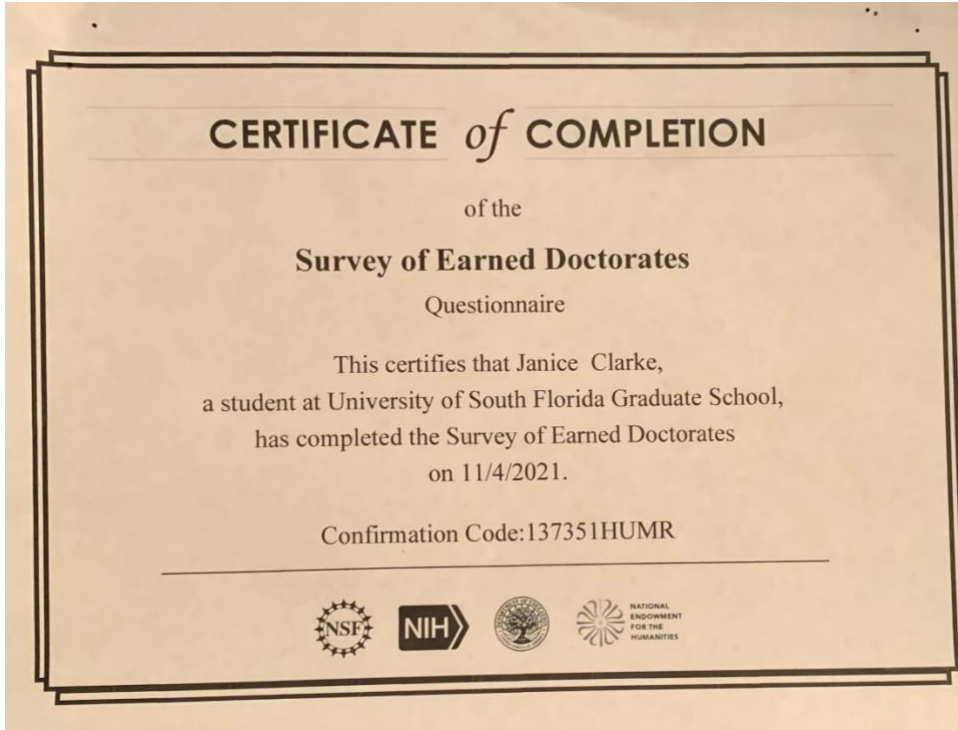 CERTIFICATE of COMPLETION
of the
Survey of Earned Doctorates
Questionnaire
This certifies that Janice Clarke,
a student at University of South Florida Graduate School,
has completed the Survey of Earned Doctorates
on 11/4/2021.
Confirmation Code:137351HUMR
NSF
NIH
NATIONAL
ENDOWMENT
FOR THE
HUMANITIES